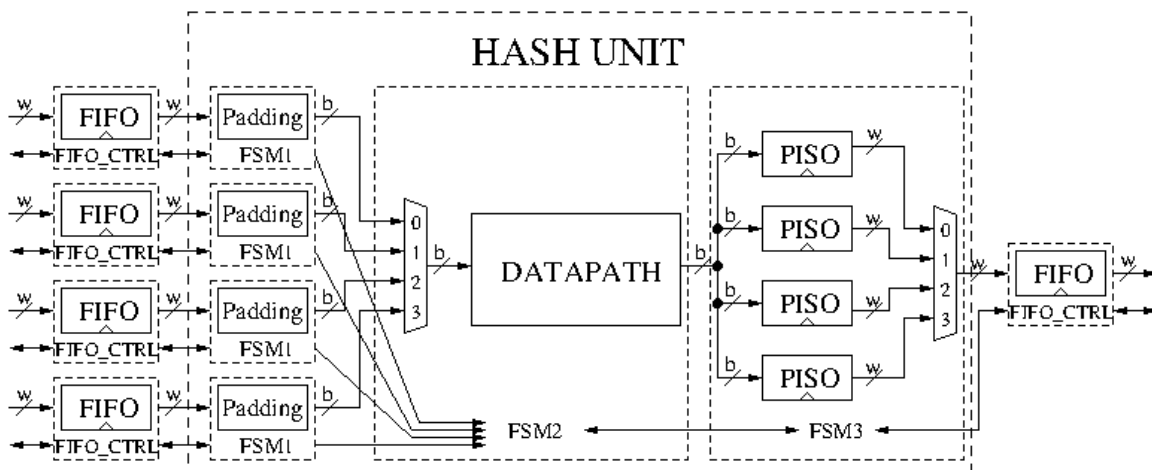 HASH UNIT
w FIFO w Padding b
FIFO_CTRL FSM1
w FIFO w Padding b
FIFO_CTRL FSM1
w FIFO w Padding b
FIFO_CTRL FSM1
w FIFO w Padding b
FIFO_CTRL FSM1
0
1
2
3
b DATAPATH b
b PISO w
b PISO w
b PISO w
b PISO w
0
1
2
3
w FIFO w
FIFO_CTRL
FSM2 FSM3